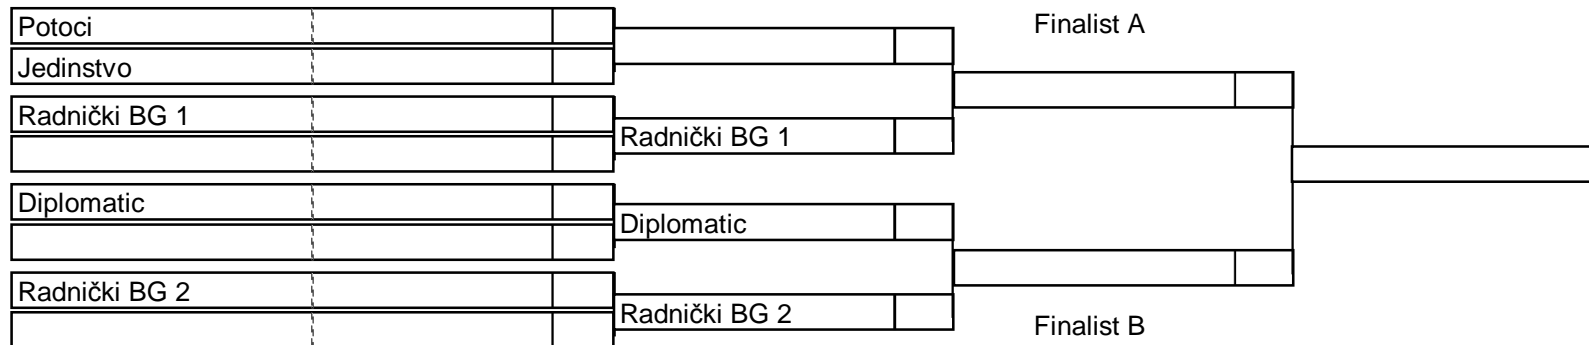 Potoci
Finalist A
Jedinstvo
Radnički BG 1
Radnički BG 1
Diplomatic
Diplomatic
Radnički BG 2
Radnički BG 2
Finalist B